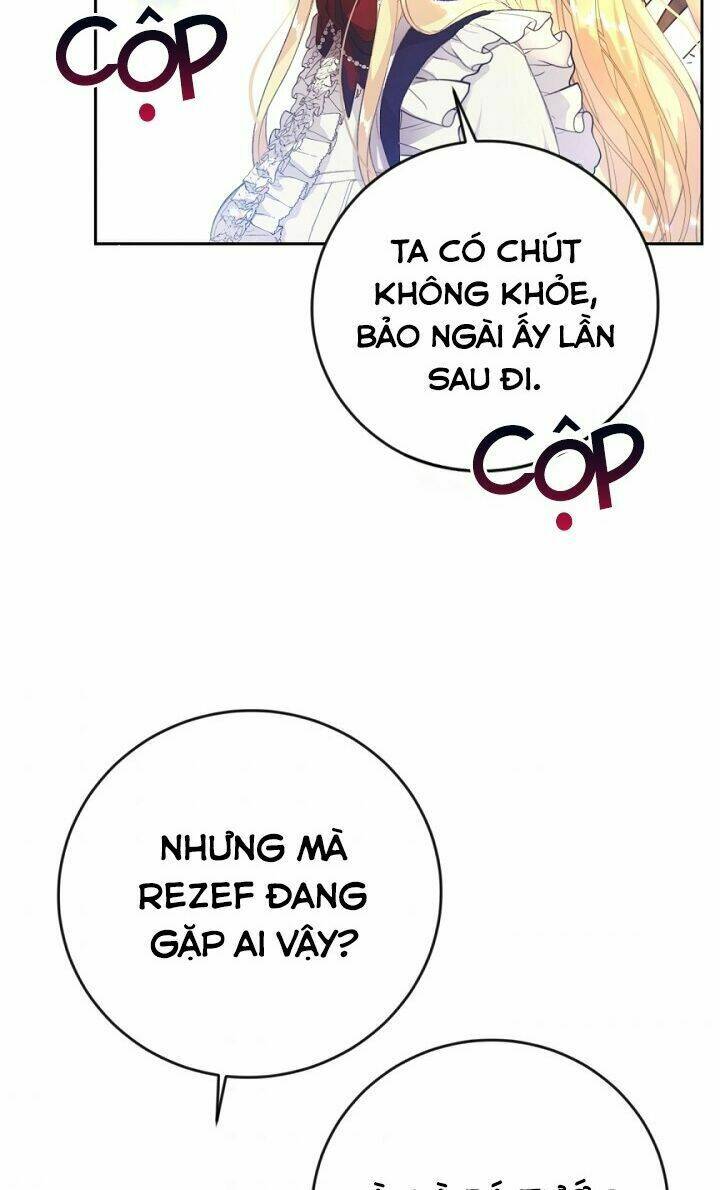 CỘP
TA CÓ CHÚT
KHÔNG KHỎE,
BẢO NGÀI ẤY LẦN
SAU ĐI.
CỘP
NHƯNG MÀ
REZEF ĐANG
GẶP AI VẬY?